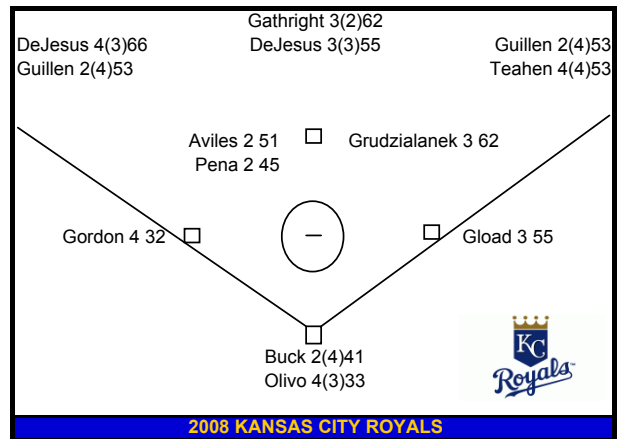 Gathright 3(2)62
DeJesus 4(3)66 DeJesus 3(3)55 Guillen 2(4)53
Guillen 2(4)53 Teahen 4(4)53
Aviles 2 51 Grudzialanek 3 62
Pena 2 45
Gordon 4 32 Gload 3 55
Buck 2(4)41
Olivo 4(3)33
KC
Royals
2008 KANSAS CITY ROYALS